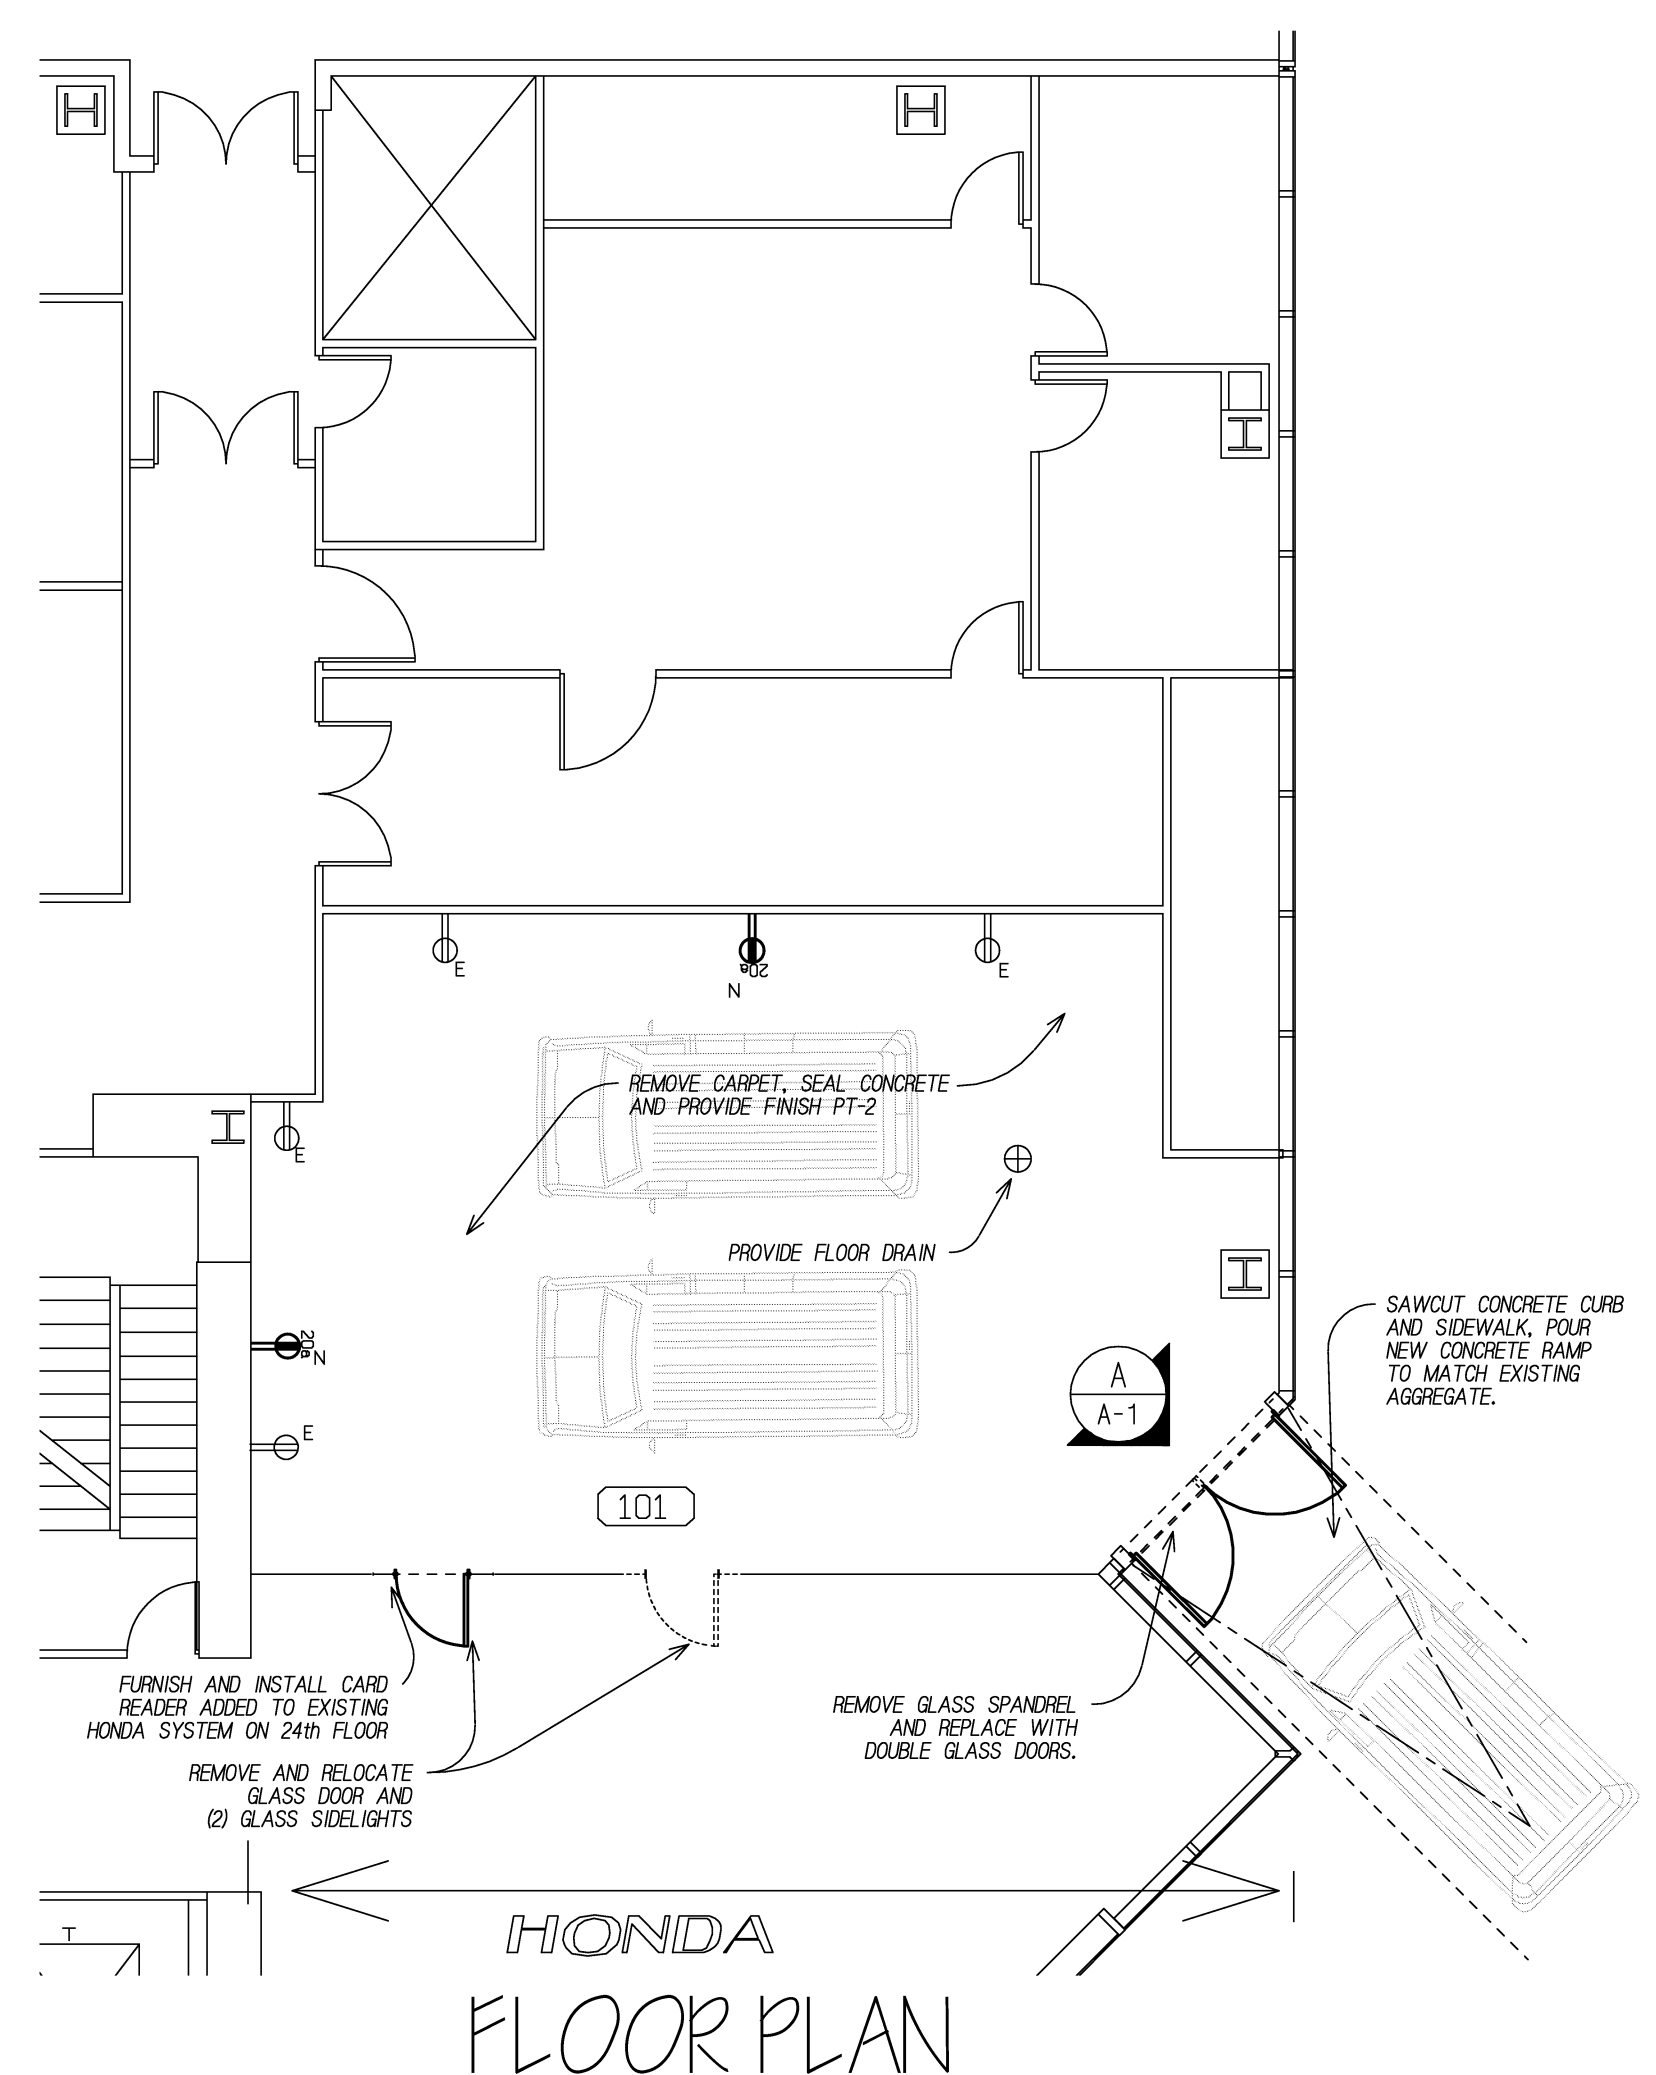 E
20a
N
E
REMOVE CARPET, SEAL CONCRETE
AND PROVIDE FINISH PT-2
E
PROVIDE FLOOR DRAIN
SAWCUT CONCRETE CURB
AND SIDEWALK, POUR
NEW CONCRETE RAMP
TO MATCH EXISTING
AGGREGATE.
20a
N
A
A-1
E
101
FURNISH AND INSTALL CARD
READER ADDED TO EXISTING
HONDA SYSTEM ON 24th FLOOR
REMOVE GLASS SPANDREL
AND REPLACE WITH
DOUBLE GLASS DOORS.
REMOVE AND RELOCATE
GLASS DOOR AND
(2) GLASS SIDELIGHTS
T
HONDA
FLOOR PLAN